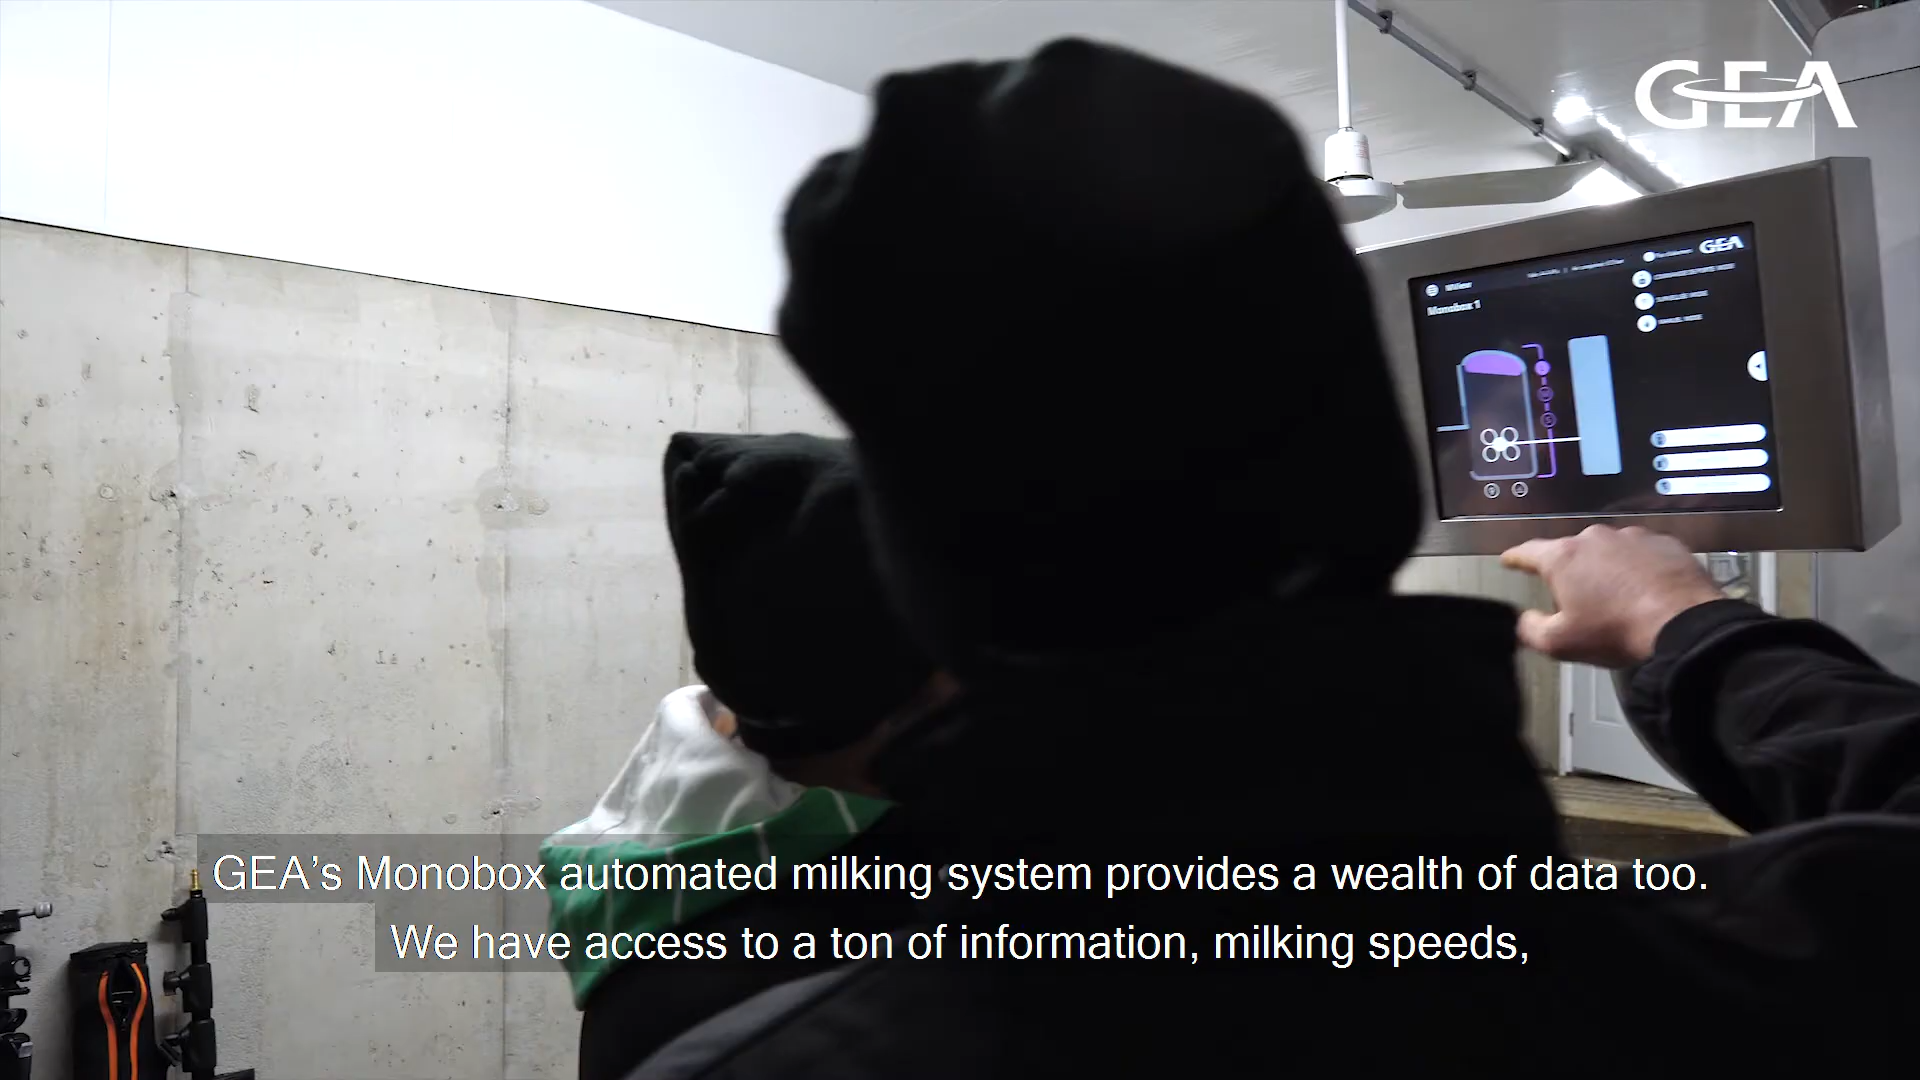 GEA
GEA
MView
Monobox 1
GEA's Monobox automated milking system provides a wealth of data too.
We have access to a ton of information, milking speeds,